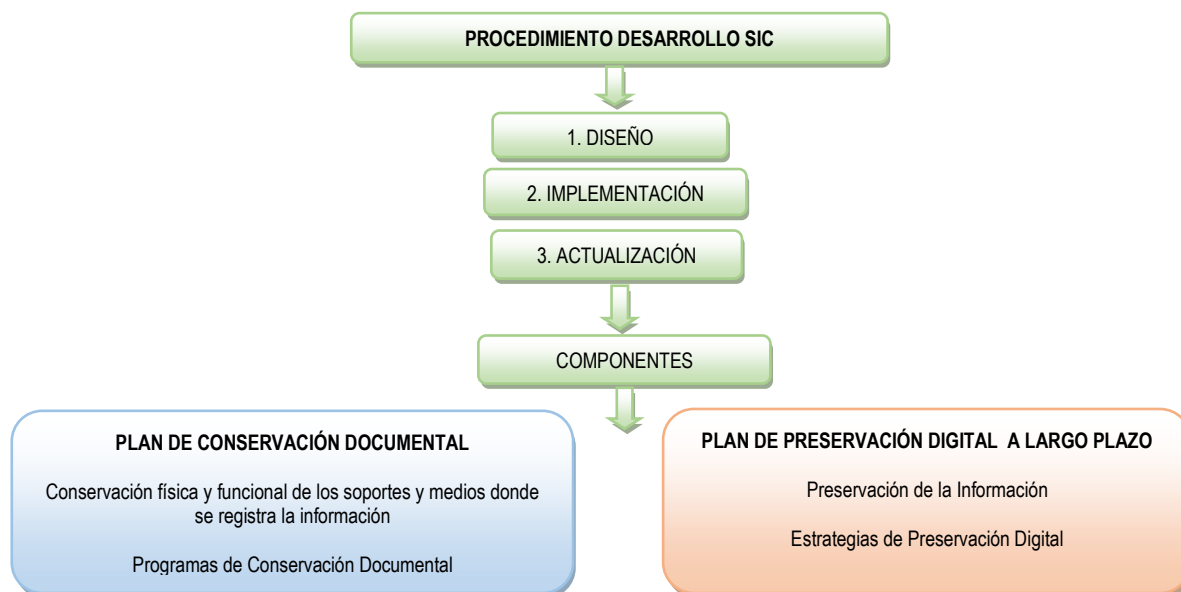 PROCEDIMIENTO DESARROLLO SIC
1. DISEÑO
2. IMPLEMENTACIÓN
3. ACTUALIZACIÓN
COMPONENTES
PLAN DE CONSERVACIÓN DOCUMENTAL
Conservación física y funcional de los soportes y medios donde
se registra la información
Programas de Conservación Documental
PLAN DE PRESERVACIÓN DIGITAL A LARGO PLAZO
Preservación de la Información
Estrategias de Preservación Digital